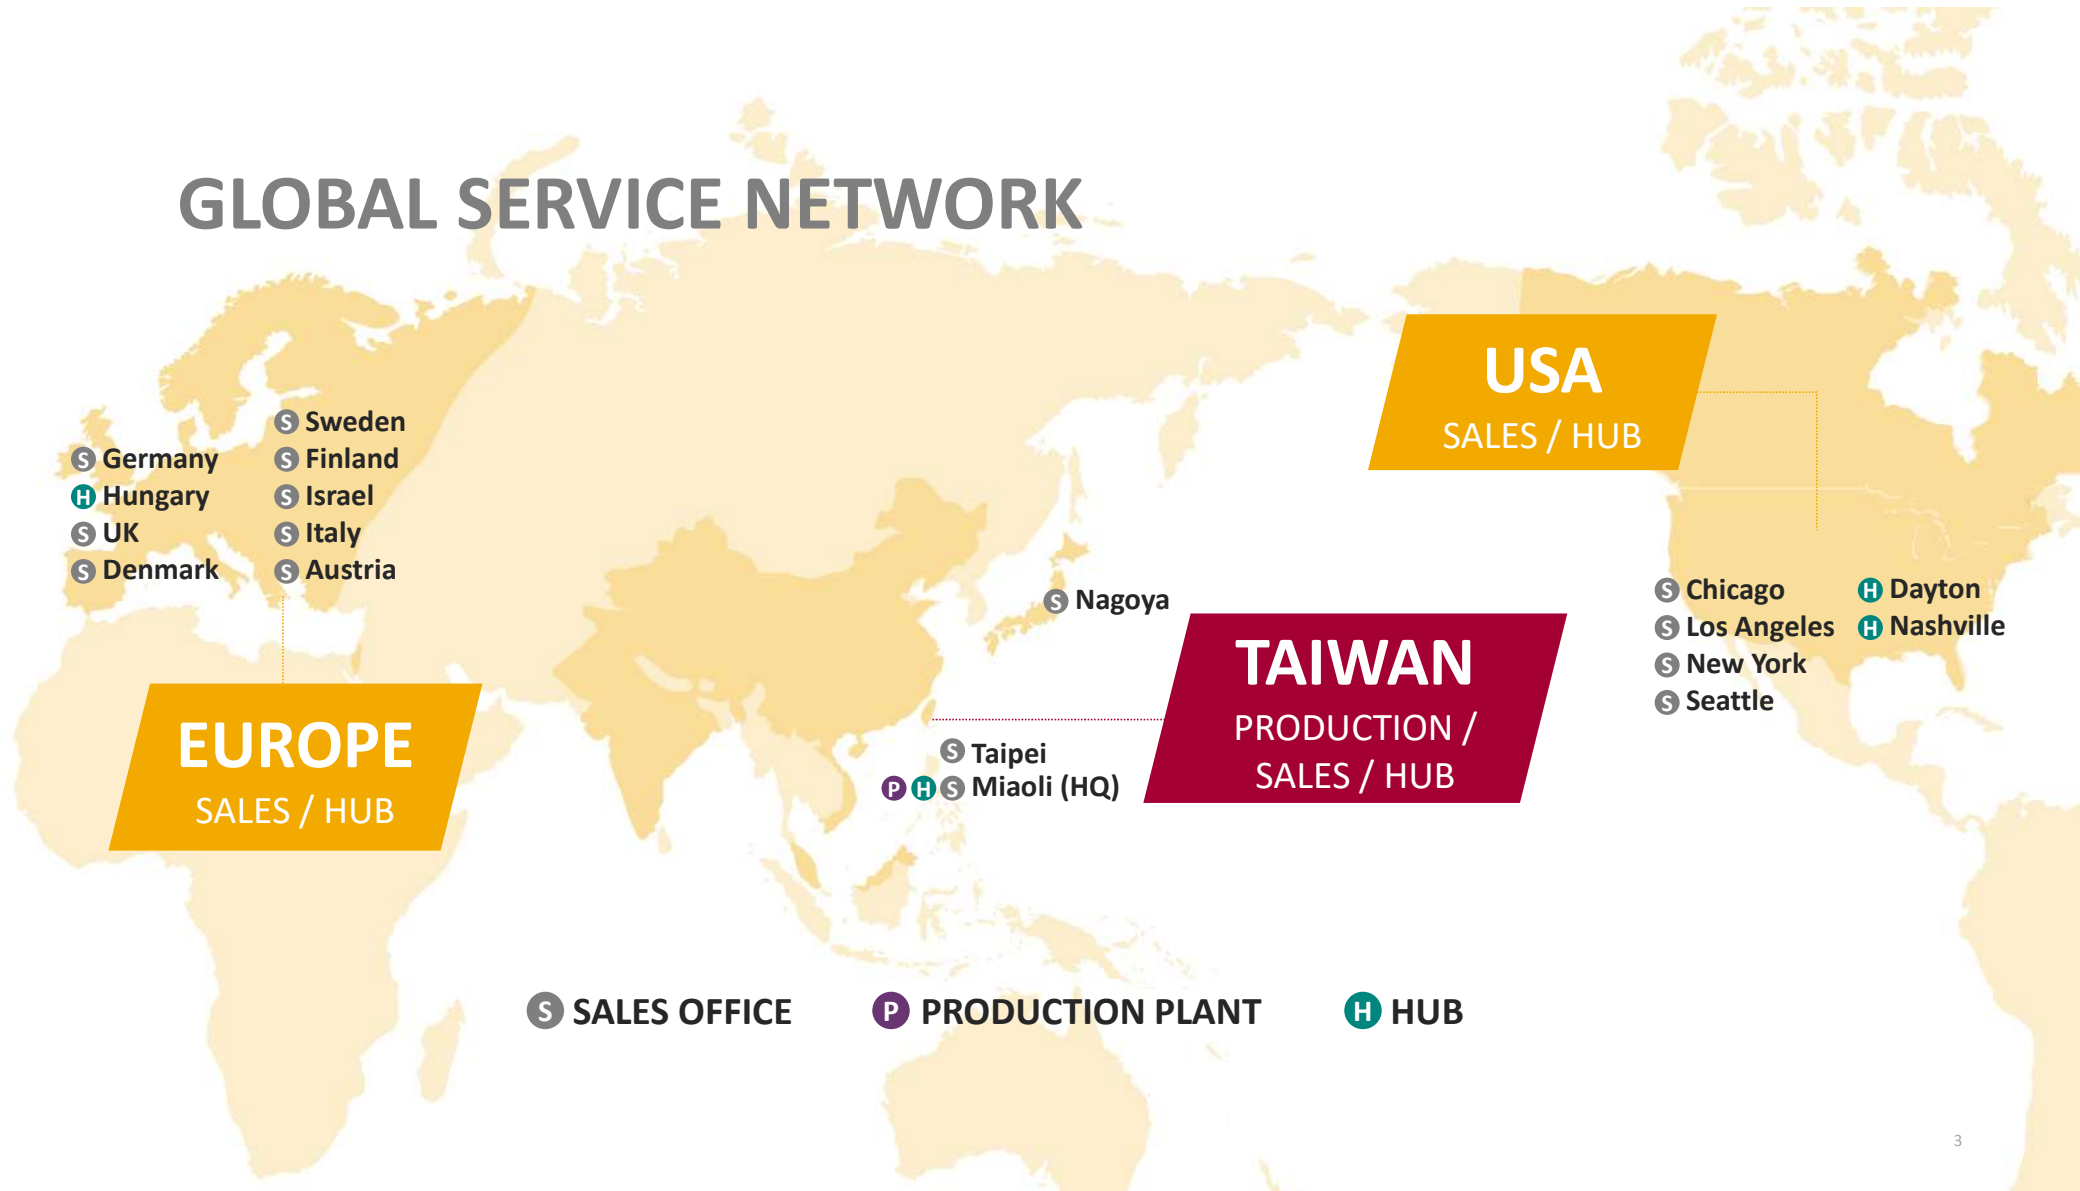 GLOBAL SERVICE NETWORK
USA
SALES / HUB
S Sweden
S Germany
S Finland
H Hungary
S Israel
S UK
S Italy
S Denmark
S Austria
S Nagoya
S Chicago
H Dayton
S Los Angeles
H Nashville
S New York
S Seattle
TAIWAN
PRODUCTION /
SALES / HUB
S Taipei
P H S Miaoli (HQ)
EUROPE
SALES / HUB
S SALES OFFICE
P PRODUCTION PLANT
H HUB
3